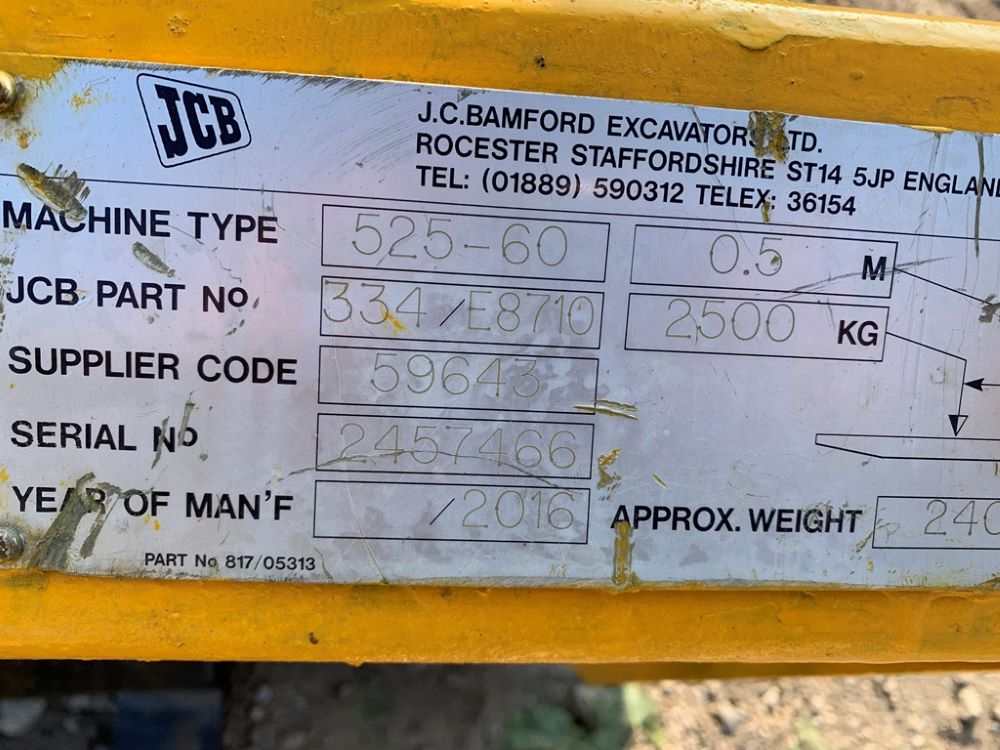 JCB
J.C.BAMFORD EXCAVATORS LTD.
ROCESTER STAFFORDSHIRE ST14 5JP ENGLAND
TEL: (01889) 590312 TELEX: 36154
MACHINE TYPE 525-60 0.5 M
JCB PART No 334/E8710 2500 KG
SUPPLIER CODE 59643
SERIAL No 2457466
YEAR OF MAN'F /2016 APPROX. WEIGHT 240
PART No 817/05313